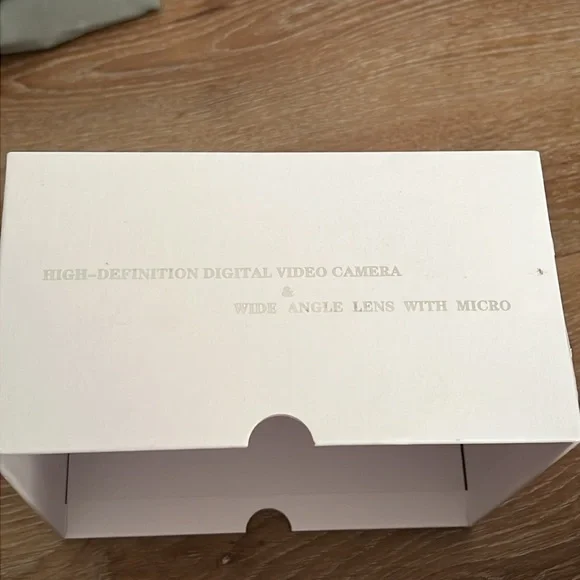 HIGH-DEFINITION DIGITAL VIDEO CAMERA
&
WIDE ANGLE LENS WITH MICRO